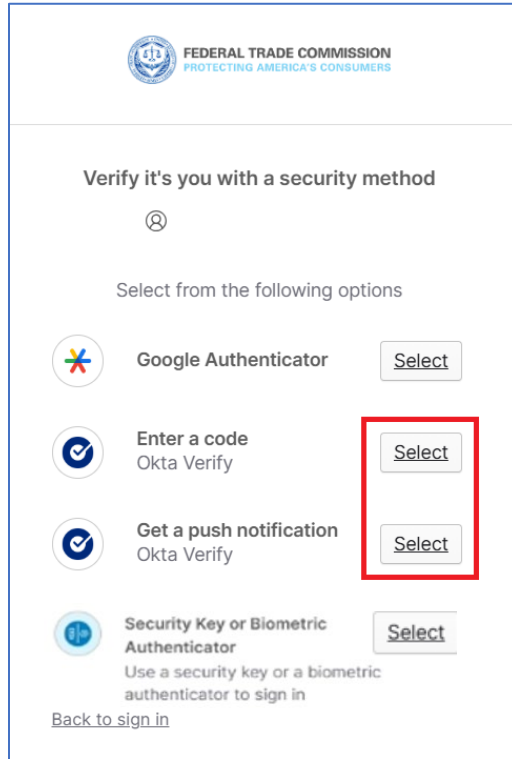 FEDERAL TRADE COMMISSION
PROTECTING AMERICA'S CONSUMERS
Verify it's you with a security method
Select from the following options
Google Authenticator
Select
Enter a code
Okta Verify
Select
Get a push notification
Okta Verify
Select
Security Key or Biometric
Authenticator
Select
Use a security key or a biometric
authenticator to sign in
Back to sign in